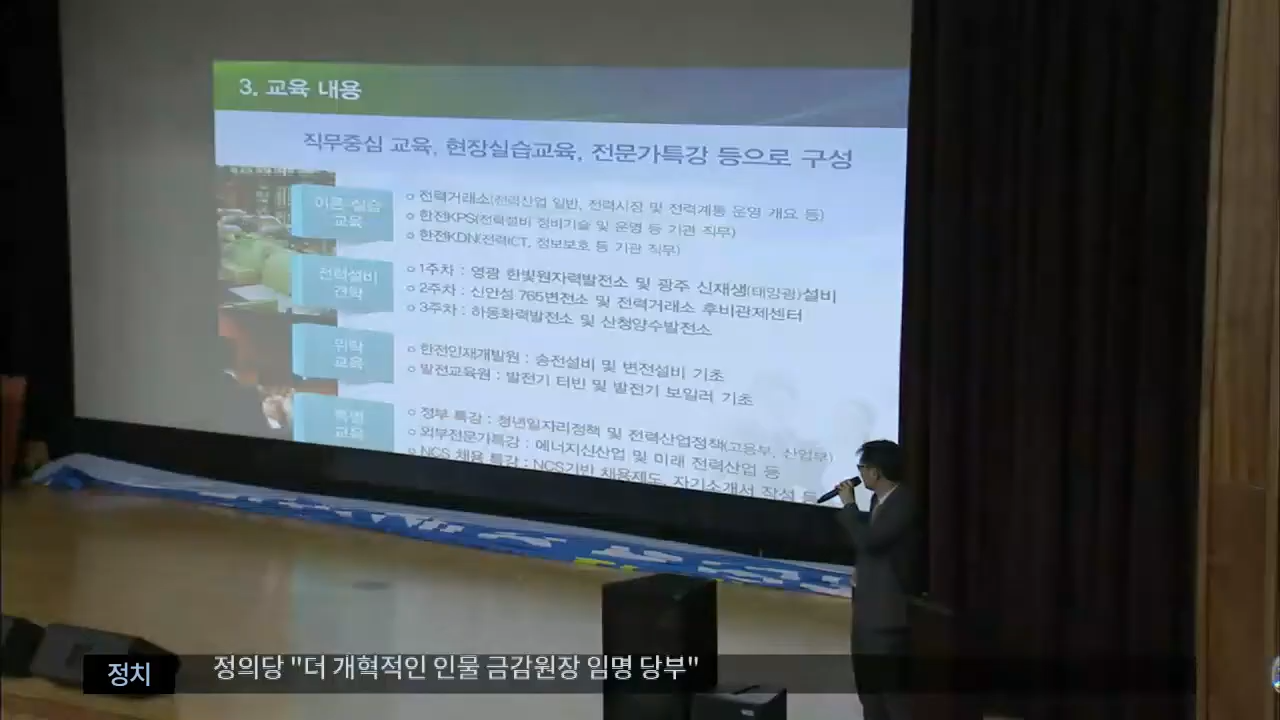 3. 교육 내용
직무중심 교육, 현장실습교육, 전문가특강 등으로 구성
이론 실습
교육
o 전력거래소(전력산업 일반, 전력시장 및 전력계통 운영 개요 등)
o 한전KPS(전력설비 정비기술 및 운영 등 기관 직무)
o 한전KDN(전력ICT, 정보보호 등 기관 직무)
전력설비
견학
o 1주차 : 영광 한빛원자력발전소 및 광주 신재생(태양광)설비
o 2주차 : 신안성 765변전소 및 전력거래소 후비관제센터
o 3주차 : 하동화력발전소 및 산청양수발전소
위탁
교육
o 한전인재개발원 : 송전설비 및 변전설비 기초
o 발전교육원 : 발전기 터빈 및 발전기 보일러 기초
특별
교육
o 정부 특강 : 청년일자리정책 및 전력산업정책(고용부, 산업부)
o 외부전문가특강 : 에너지신산업 및 미래 전력산업 등
o NCS 채용 특강 : NCS기반 채용제도, 자기소개서 작성 등
정치
정의당 "더 개혁적인 인물 금감원장 임명 당부"